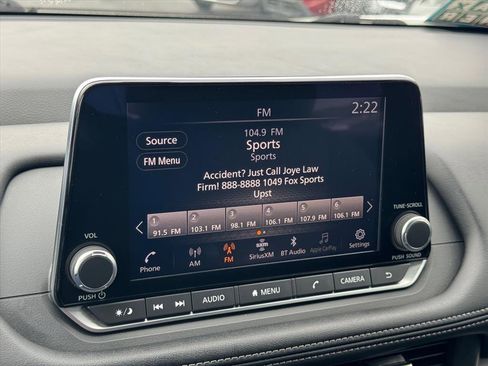 FM
2:22
Source
104.9 FM
Sports
Sports
FM Menu
Accident? Just Call Joye Law
Firm! 888-8888 1049 Fox Sports
Upst
1 2 3 4 5 6
91.5 FM 103.1 FM 98.1 FM 106.1 FM 107.9 FM 106.1 FM
Phone AM FM SiriusXM BT Audio Apple CarPlay Settings
VOL
TUNE·SCROLL
PUSH
PUSH SOUND
AUDIO MENU CAMERA